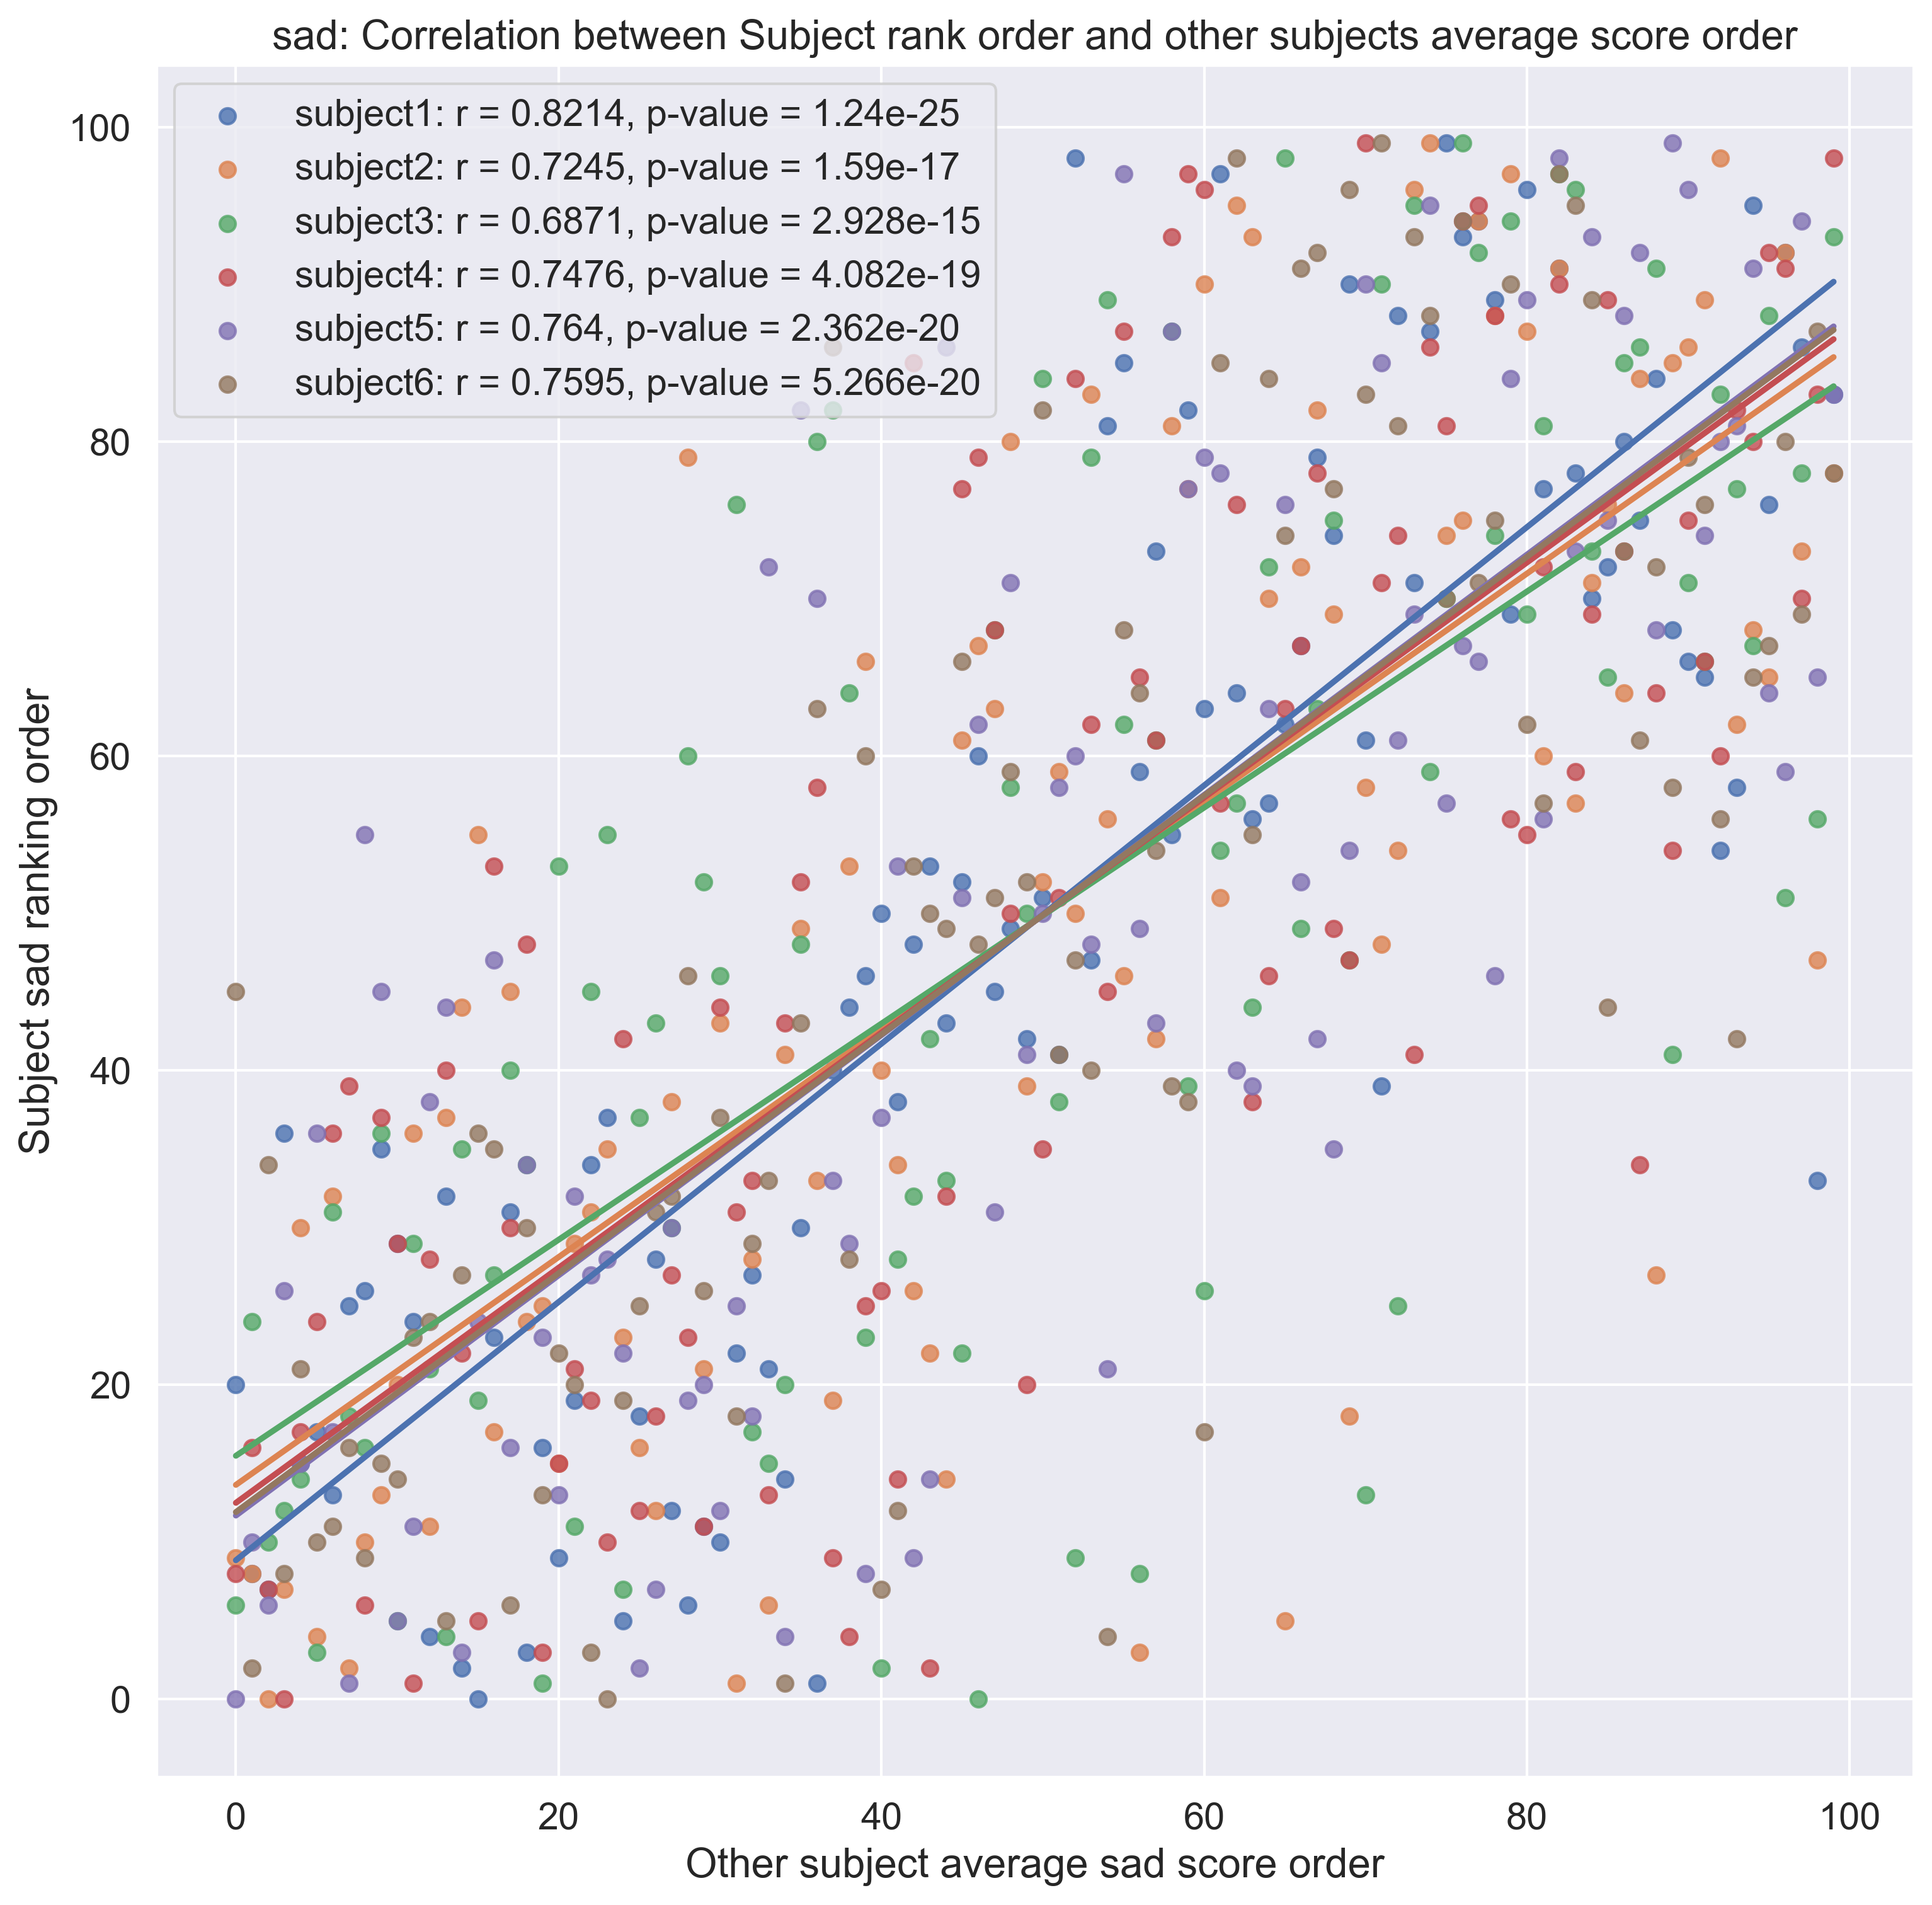 sad: Correlation between Subject rank order and other subjects average score order
subject1: r = 0.8214, p-value = 1.24e-25
subject2: r = 0.7245, p-value = 1.59e-17
subject3: r = 0.6871, p-value = 2.928e-15
subject4: r = 0.7476, p-value = 4.082e-19
subject5: r = 0.764, p-value = 2.362e-20
subject6: r = 0.7595, p-value = 5.266e-20
Subject sad ranking order
100
80
60
40
20
0
0 20 40 60 80 100
Other subject average sad score order